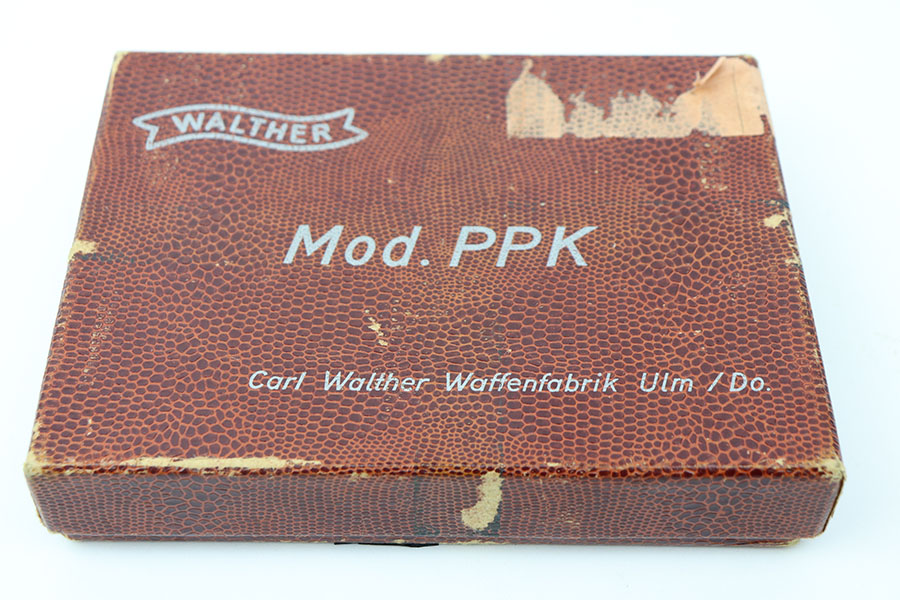 WALTHER
Mod. PPK
Carl Walther Waffenfabrik Ulm / Do.